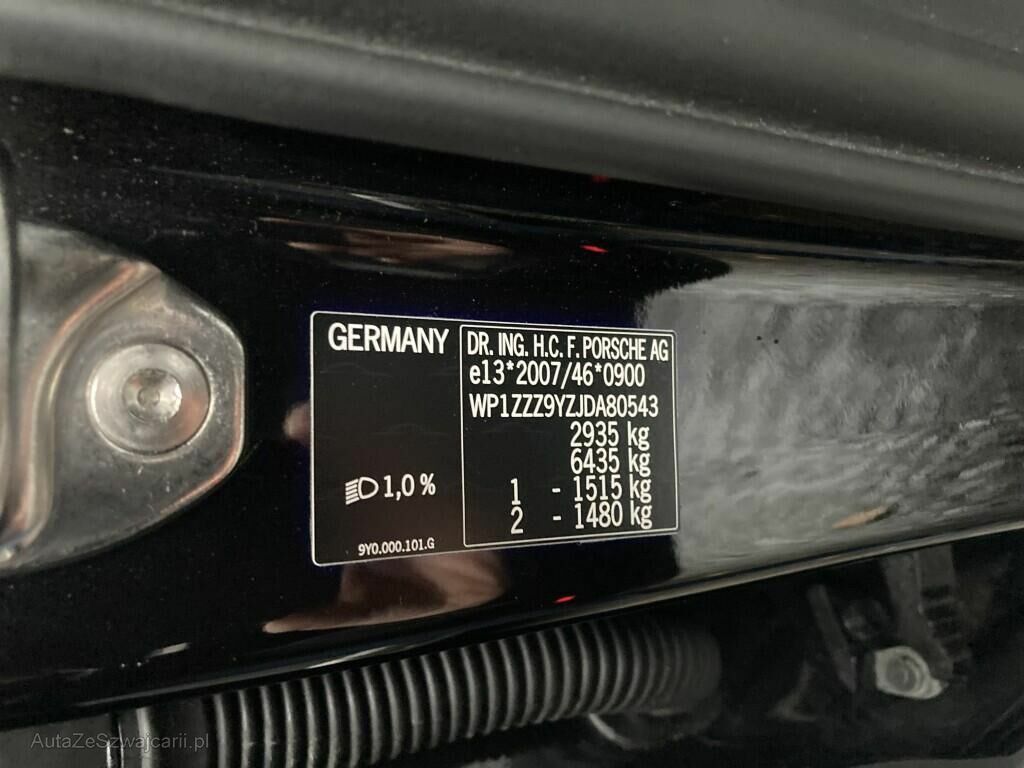 GERMANY
1,0 %
9Y0.000.101.G
DR. ING. H.C. F. PORSCHE AG
e13*2007/46*0900
WP1ZZZ9YZJDA80543
2935 kg
6435 kg
1 - 1515 kg
2 - 1480 kg
AutaZeSzwajcarii.pl